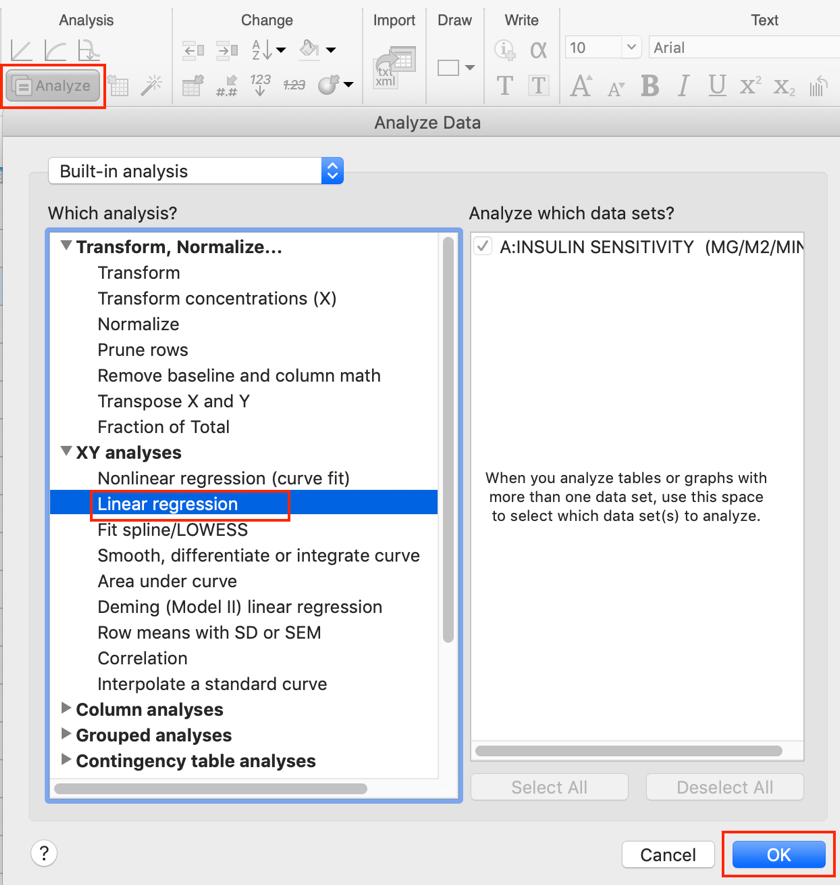 Analysis Change Import Draw Write Text
A Z
α
10 Arial
Analyze
#.# 123 123
txt xml
T T A A B I U X² X₂
Analyze Data
Built-in analysis
Which analysis? Analyze which data sets?
Transform, Normalize... A:INSULIN SENSITIVITY (MG/M2/MIN
Transform
Transform concentrations (X)
Normalize
Prune rows
Remove baseline and column math
Transpose X and Y
Fraction of Total
XY analyses
Nonlinear regression (curve fit)
Linear regression
Fit spline/LOWESS
Smooth, differentiate or integrate curve
Area under curve
Deming (Model II) linear regression
Row means with SD or SEM
Correlation
Interpolate a standard curve
Column analyses
Grouped analyses
Contingency table analyses
When you analyze tables or graphs with
more than one data set, use this space
to select which data set(s) to analyze.
Select All Deselect All
? Cancel OK